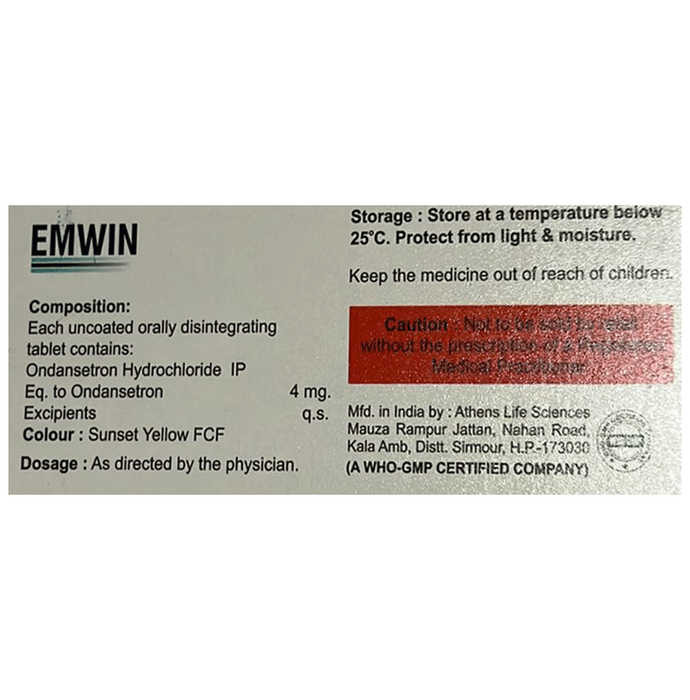 EMWIN
Composition:
Each uncoated orally disintegrating
tablet contains:
Ondansetron Hydrochloride IP
Eq. to Ondansetron 4 mg.
Excipients q.s.
Colour : Sunset Yellow FCF
Dosage : As directed by the physician.
Storage : Store at a temperature below
25°C. Protect from light & moisture.
Keep the medicine out of reach of children.
Caution : Not to be sold by retail
without the prescription of a Registered
Medical Practitioner.
Mfd. in India by : Athens Life Sciences
Mauza Rampur Jattan, Nahan Road,
Kala Amb, Distt. Sirmour, H.P.-173030
(A WHO-GMP CERTIFIED COMPANY)